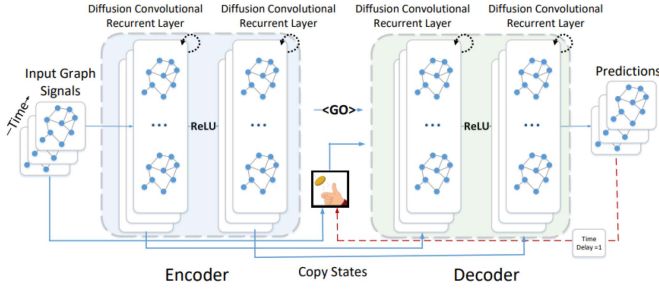 Diffusion Convolutional
Recurrent Layer
Diffusion Convolutional
Recurrent Layer
Diffusion Convolutional
Recurrent Layer
Diffusion Convolutional
Recurrent Layer
Input Graph
Signals
Time
Predictions
<GO>
...
ReLU
...
...
ReLU
...
Time
Delay =1
Encoder
Copy States
Decoder